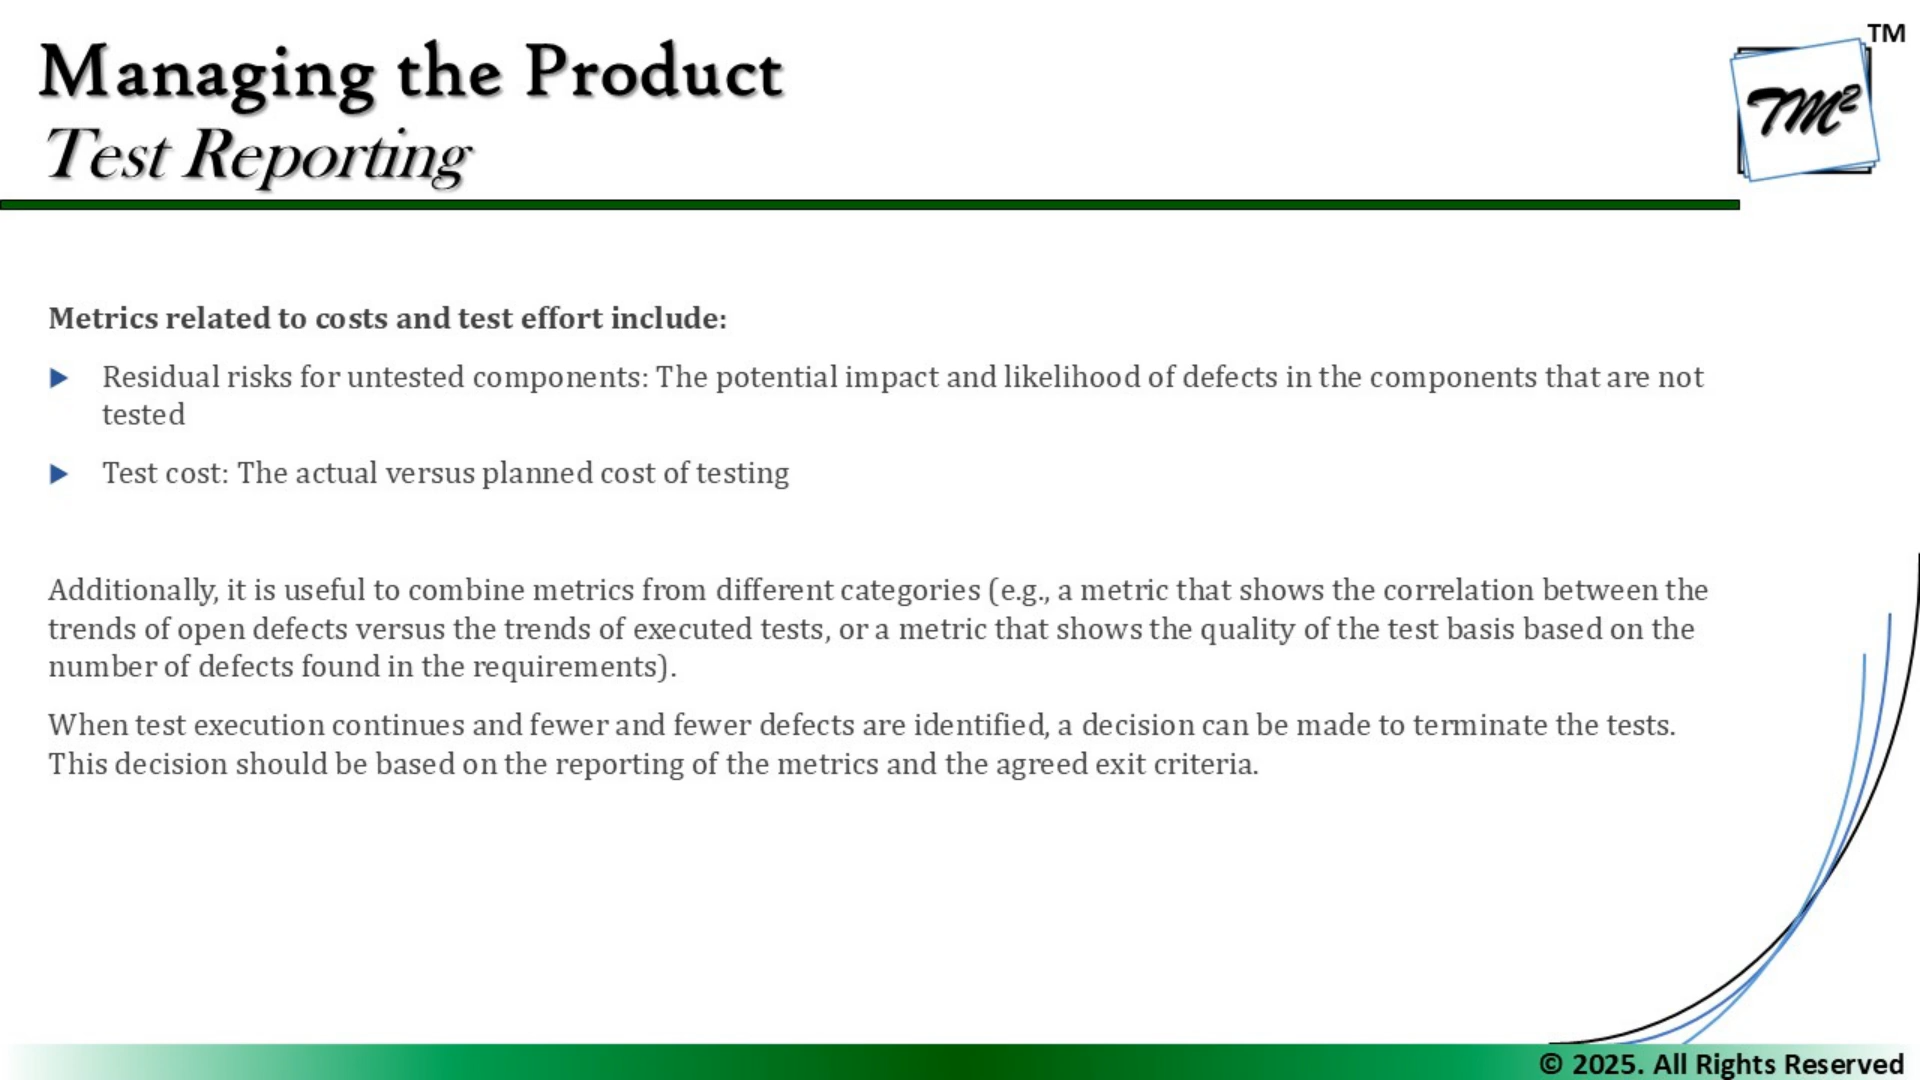 Managing the Product
Test Reporting
TM
TM²
Metrics related to costs and test effort include:
Residual risks for untested components: The potential impact and likelihood of defects in the components that are not
tested
Test cost: The actual versus planned cost of testing
Additionally, it is useful to combine metrics from different categories (e.g., a metric that shows the correlation between the
trends of open defects versus the trends of executed tests, or a metric that shows the quality of the test basis based on the
number of defects found in the requirements).
When test execution continues and fewer and fewer defects are identified, a decision can be made to terminate the tests.
This decision should be based on the reporting of the metrics and the agreed exit criteria.
© 2025. All Rights Reserved